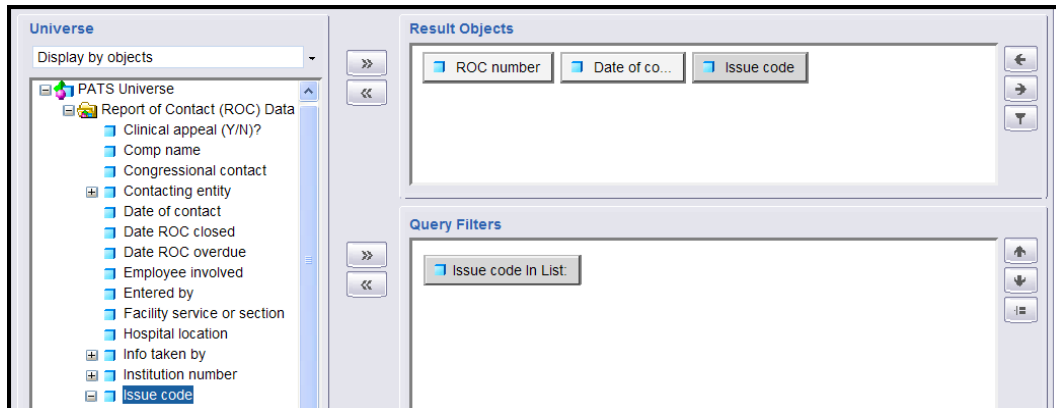 Universe
Display by objects
PATS Universe
Report of Contact (ROC) Data
Clinical appeal (Y/N)?
Comp name
Congressional contact
Contacting entity
Date of contact
Date ROC closed
Date ROC overdue
Employee involved
Entered by
Facility service or section
Hospital location
Info taken by
Institution number
Issue code
Result Objects
ROC number Date of co... Issue code
Query Filters
Issue code In List: